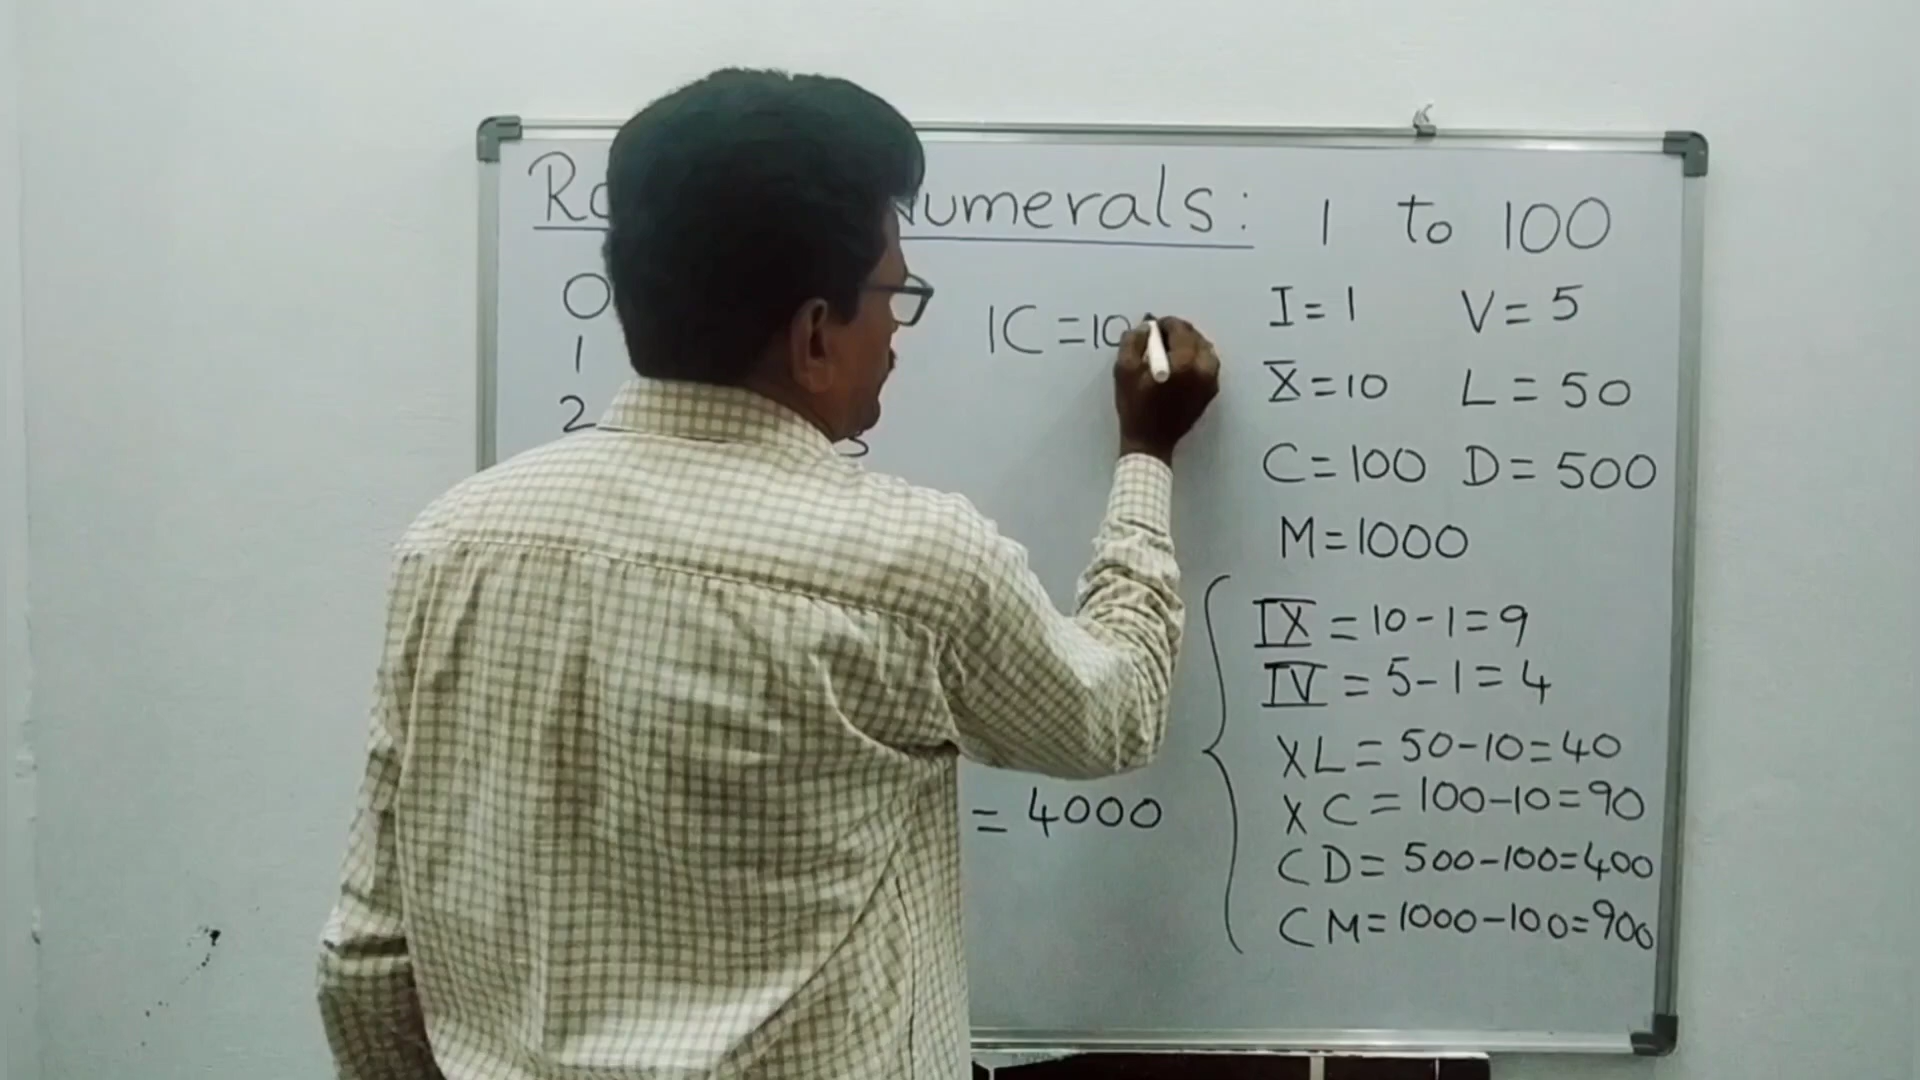 Numerals: 1 to 100
0
1
2
IC = 10
I = 1 V = 5
X = 10 L = 50
C = 100 D = 500
M = 1000
IX = 10 - 1 = 9
IV = 5 - 1 = 4
XL = 50 - 10 = 40
XC = 100 - 10 = 90
= 4000
CD = 500 - 100 = 400
CM = 1000 - 100 = 900